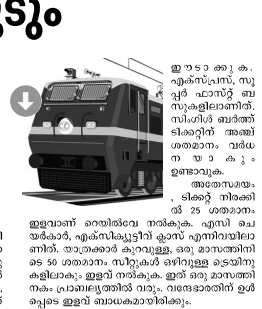 ടും
ഈടാക്കുക.
എക്സ്പ്രസ്, സൂ
പ്പർ ഫാസ്റ്റ് ബ
സുകളിലാണിത്.
സിംഗിൾ ബർത്ത്
ടിക്കറ്റിന് അഞ്ച്
ശതമാനം വർധ
നയാകും
ഉണ്ടാവുക.
അതേസമയം
, ടിക്കറ്റ് നിരക്കി
ൽ 25 ശതമാനം
ഇളവാണ് റെയിൽവേ നൽകുക. എസി ചെ
യർകാർ, എക്സിക്യൂട്ടീവ് ക്ലാസ് എന്നിവയിലാ
ണിത്. യാത്രക്കാർ കുറവുള്ള, ഒരു മാസത്തിനി
ടെ 50 ശതമാനം സീറ്റുകൾ ഒഴിവുള്ള ട്രെയിനു
കളിലാകും ഇളവ് നൽകുക. ഇത് ഒരു മാസത്തി
നകം പ്രാബല്യത്തിൽ വരും. വന്ദേഭാരതിന് ഉൾ
പ്പെടെ ഇളവ് ബാധകമായിരിക്കും.